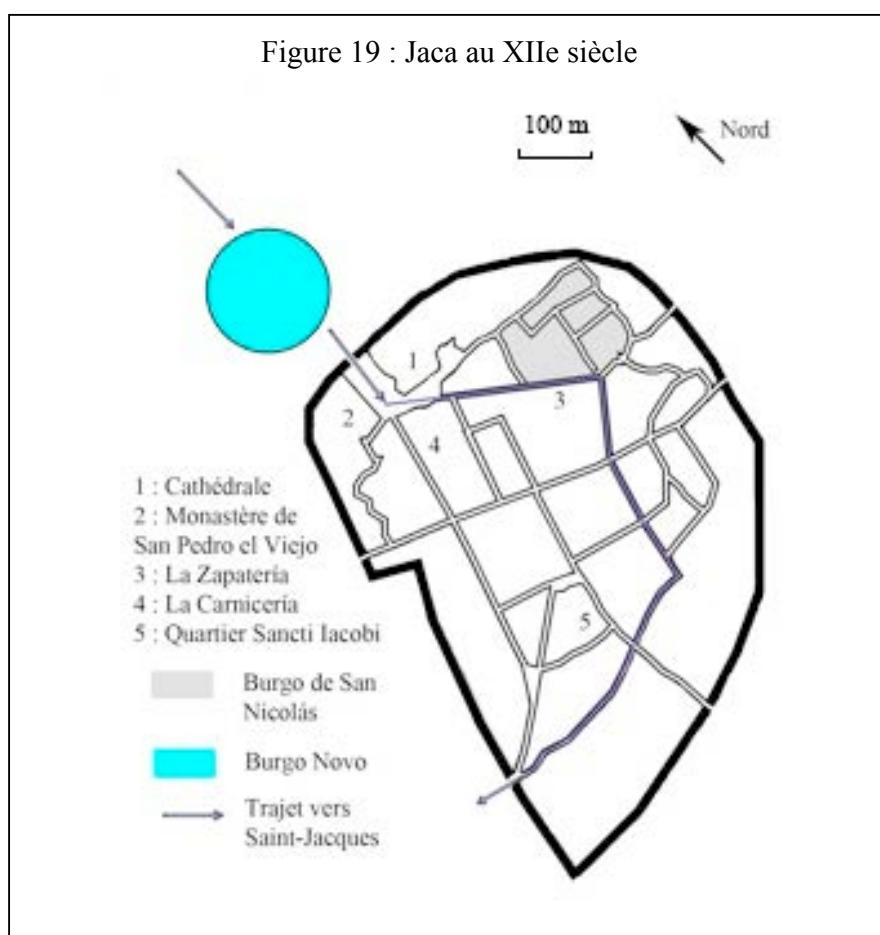 Figure 19 : Jaca au XIIe siècle
100 m
Nord
1
2
3
4
5
1 : Cathédrale
2 : Monastère de
San Pedro el Viejo
3 : La Zapatería
4 : La Carnicería
5 : Quartier Sancti Iacobi
Burgo de San
Nicolás
Burgo Novo
Trajet vers
Saint-Jacques